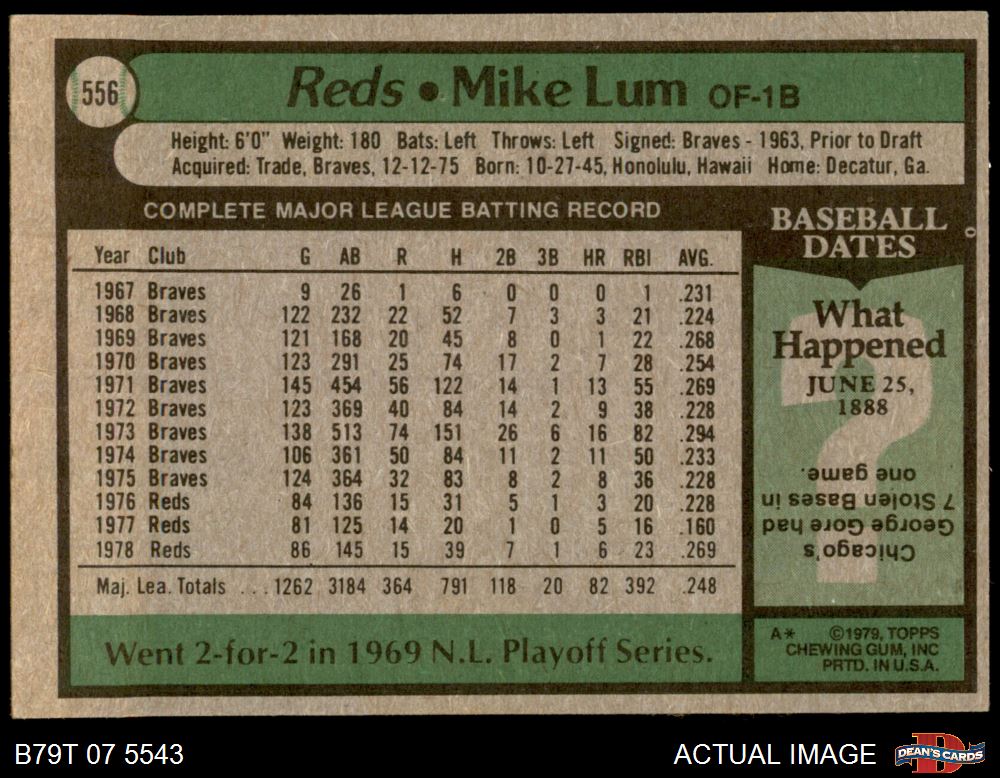 556
Reds • Mike Lum OF-1B
Height: 6'0" Weight: 180 Bats: Left Throws: Left Signed: Braves - 1963, Prior to Draft
Acquired: Trade, Braves, 12-12-75 Born: 10-27-45, Honolulu, Hawaii Home: Decatur, Ga.
COMPLETE MAJOR LEAGUE BATTING RECORD
Year Club G AB R H 2B 3B HR RBI AVG.
1967 Braves 9 26 1 6 0 0 0 1 .231
1968 Braves 122 232 22 52 7 3 3 21 .224
1969 Braves 121 168 20 45 8 0 1 22 .268
1970 Braves 123 291 25 74 17 2 7 28 .254
1971 Braves 145 454 56 122 14 1 13 55 .269
1972 Braves 123 369 40 84 14 2 9 38 .228
1973 Braves 138 513 74 151 26 6 16 82 .294
1974 Braves 106 361 50 84 11 2 11 50 .233
1975 Braves 124 364 32 83 8 2 8 36 .228
1976 Reds 84 136 15 31 5 1 3 20 .228
1977 Reds 81 125 14 20 1 0 5 16 .160
1978 Reds 86 145 15 39 7 1 6 23 .269
Maj. Lea. Totals ...1262 3184 364 791 118 20 82 392 .248
Went 2-for-2 in 1969 N.L. Playoff Series.
BASEBALL
DATES
What
Happened
JUNE 25,
1888
Chicago's
George Gore had
7 Stolen Bases in
one game.
A* ©1979, TOPPS
CHEWING GUM, INC
PRTD. IN U.S.A.
B79T 07 5543
ACTUAL IMAGE
DEAN'S CARDS